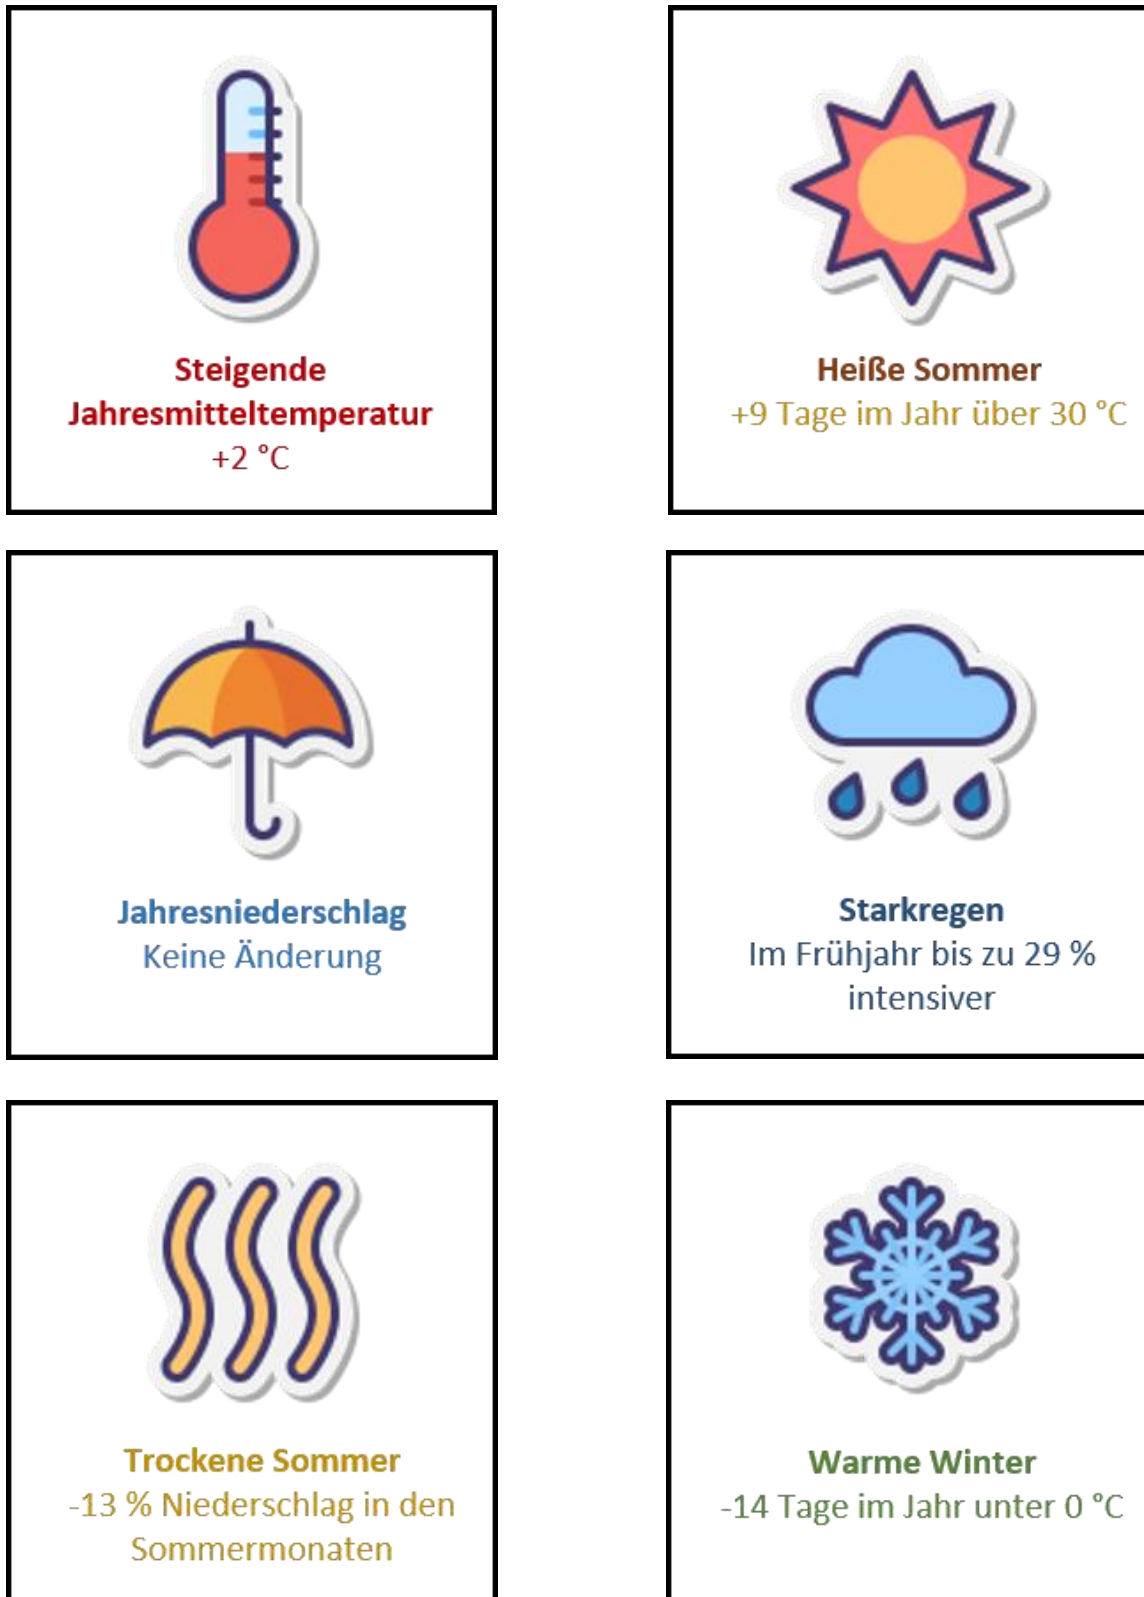 Steigende
Jahresmitteltemperatur
+2 °C
Heiße Sommer
+9 Tage im Jahr über 30 °C
Jahresniederschlag
Keine Änderung
Starkregen
Im Frühjahr bis zu 29 %
intensiver
Trockene Sommer
-13 % Niederschlag in den
Sommermonaten
Warme Winter
-14 Tage im Jahr unter 0 °C